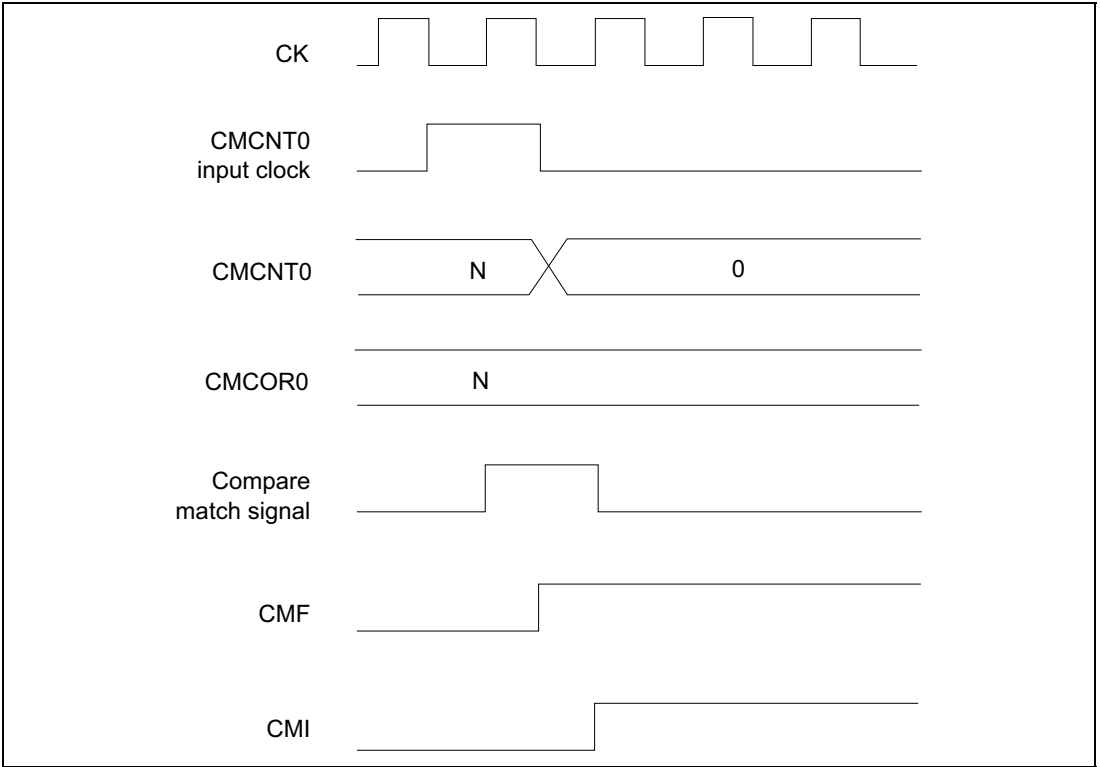 CK
CMCNT0
input clock
CMCNT0
N
0
CMCOR0
N
Compare
match signal
CMF
CMI